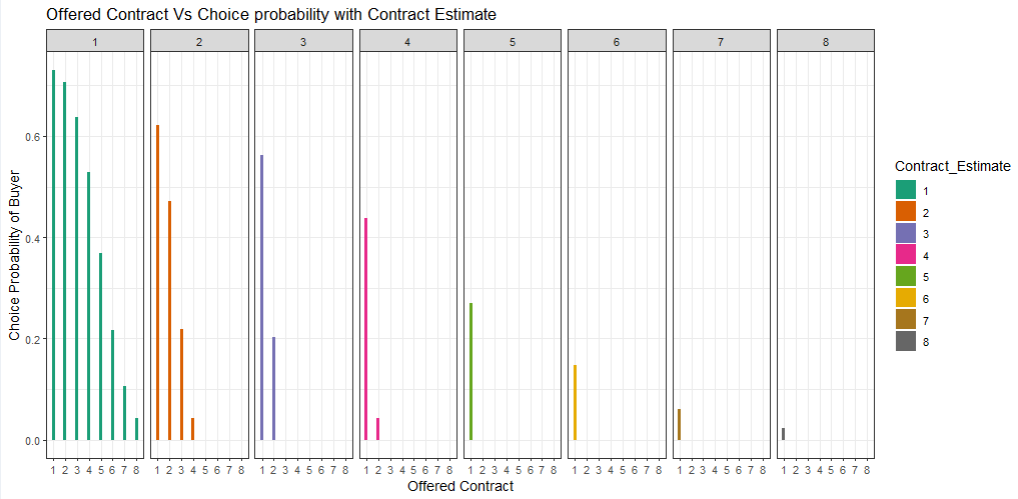 Offered Contract Vs Choice probability with Contract Estimate
1 2 3 4 5 6 7 8
Choice Probability of Buyer
0.6
0.4
0.2
0.0
1 2 3 4 5 6 7 8 1 2 3 4 5 6 7 8 1 2 3 4 5 6 7 8 1 2 3 4 5 6 7 8 1 2 3 4 5 6 7 8 1 2 3 4 5 6 7 8 1 2 3 4 5 6 7 8 1 2 3 4 5 6 7 8
Offered Contract
Contract_Estimate
1
2
3
4
5
6
7
8